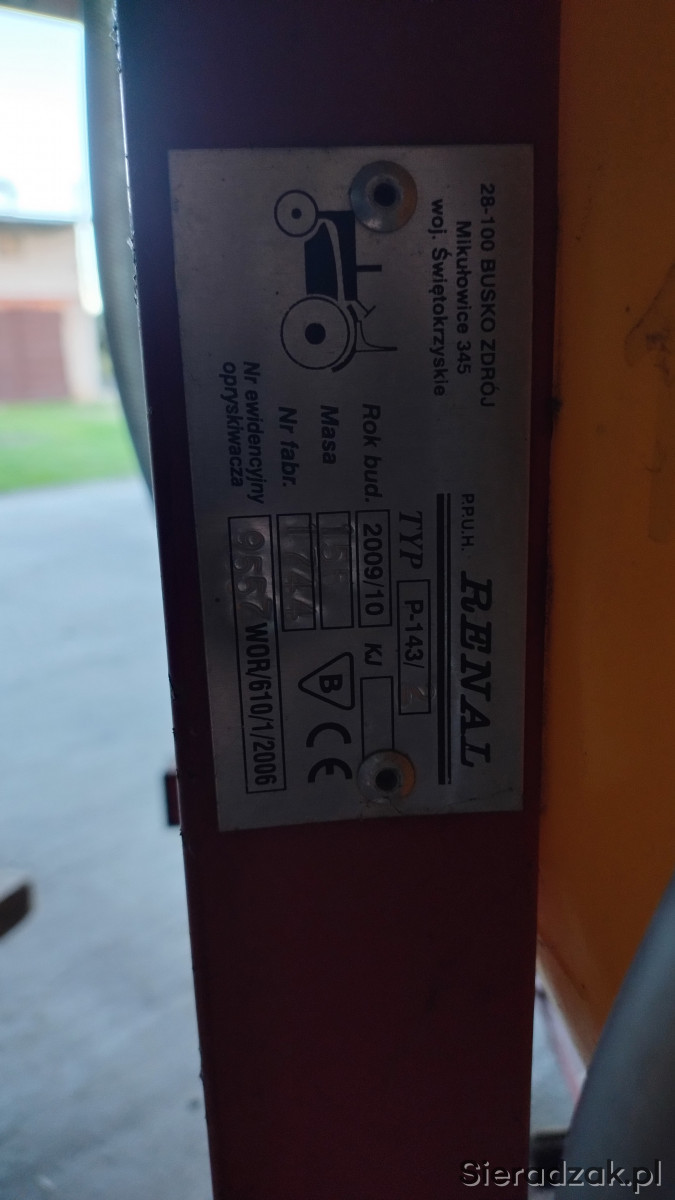 28-100 BUSKO ZDRÓJ
Mikułowice 345
woj. Świętokrzyskie
P.P.U.H. RENAL
TYP P-143/ 2
Rok bud. 2009/10 KJ
Masa
Nr fabr.
B CE
Nr ewidencyjny
opryskiwacza
WOR/610/1/2006
Sieradzak.pl